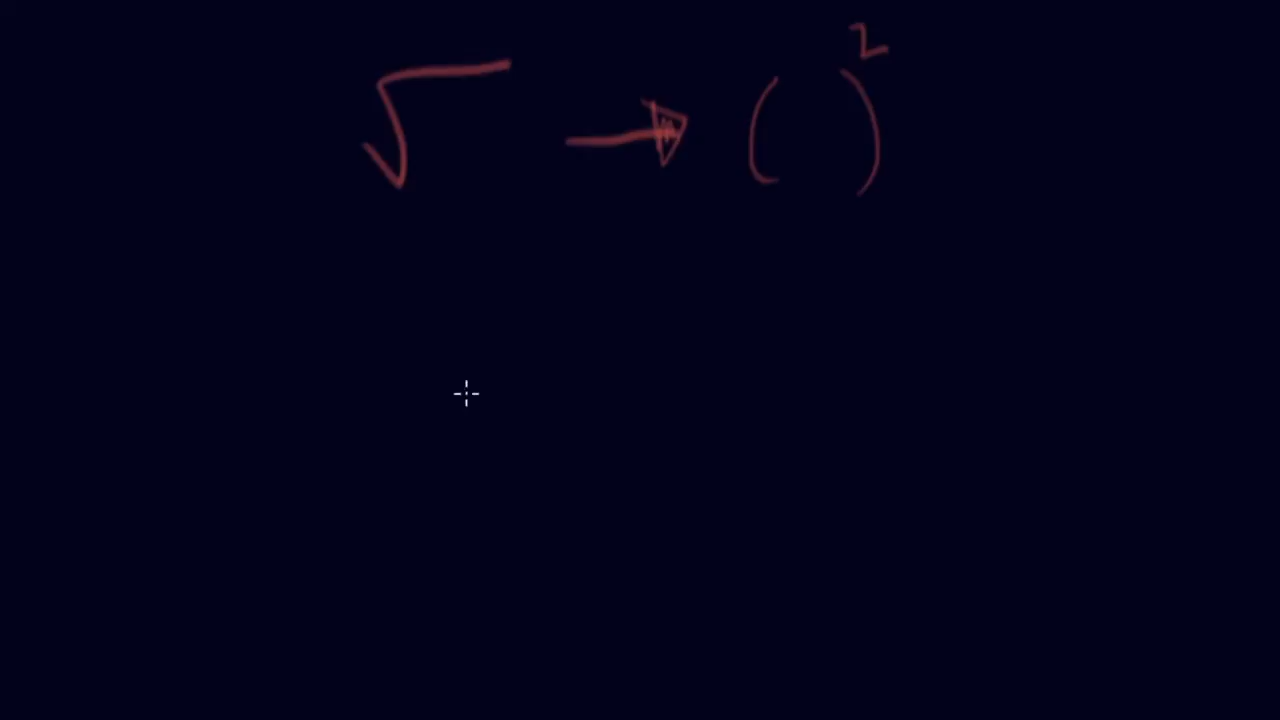 √ → ( )²